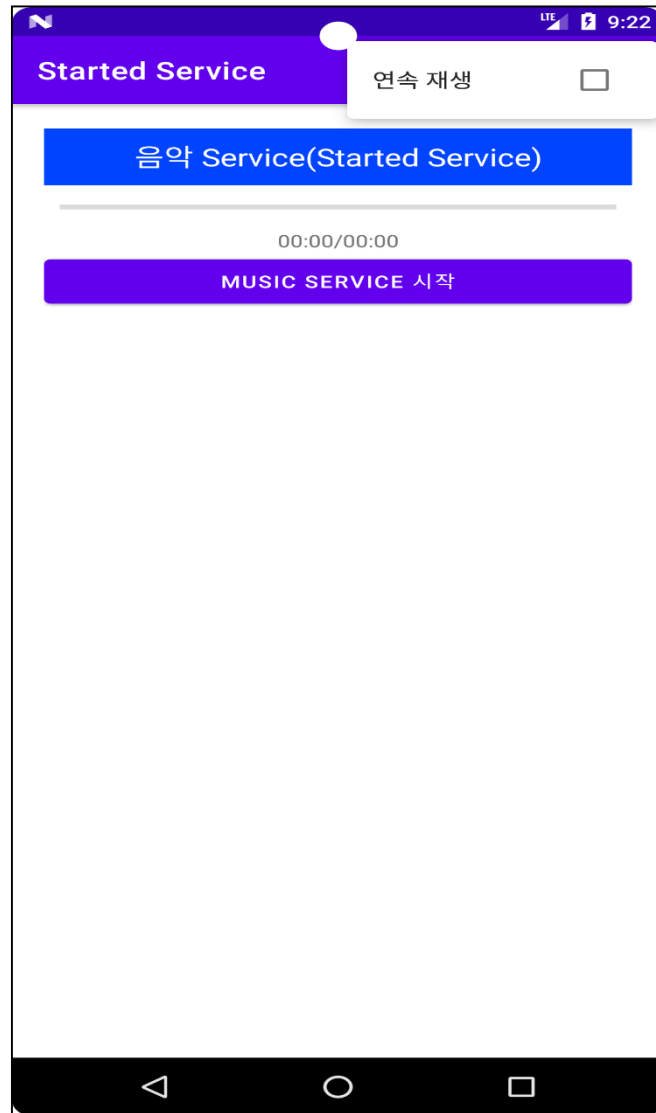 LTE 9:22
Started Service
연속 재생
음악 Service(Started Service)
00:00/00:00
MUSIC SERVICE 시작